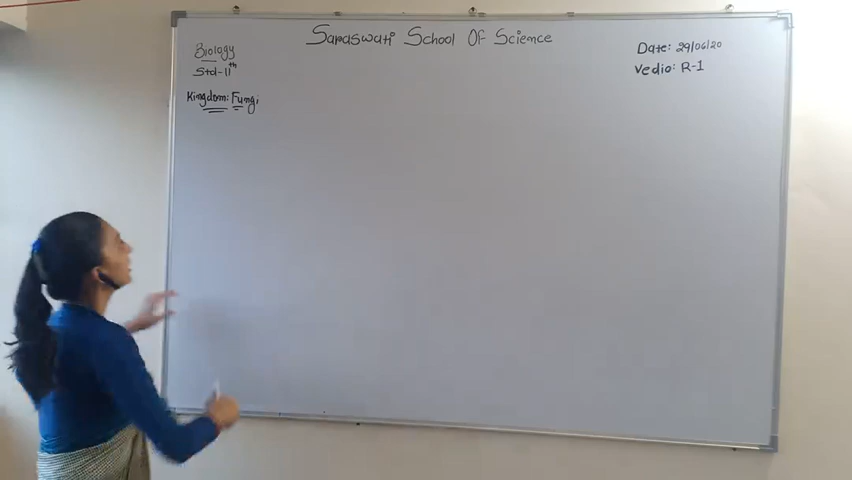 Saraswati School Of Science
Biology
Std-11th
Date: 29/06/20
Vedio: R-1
Kingdom: Fungi